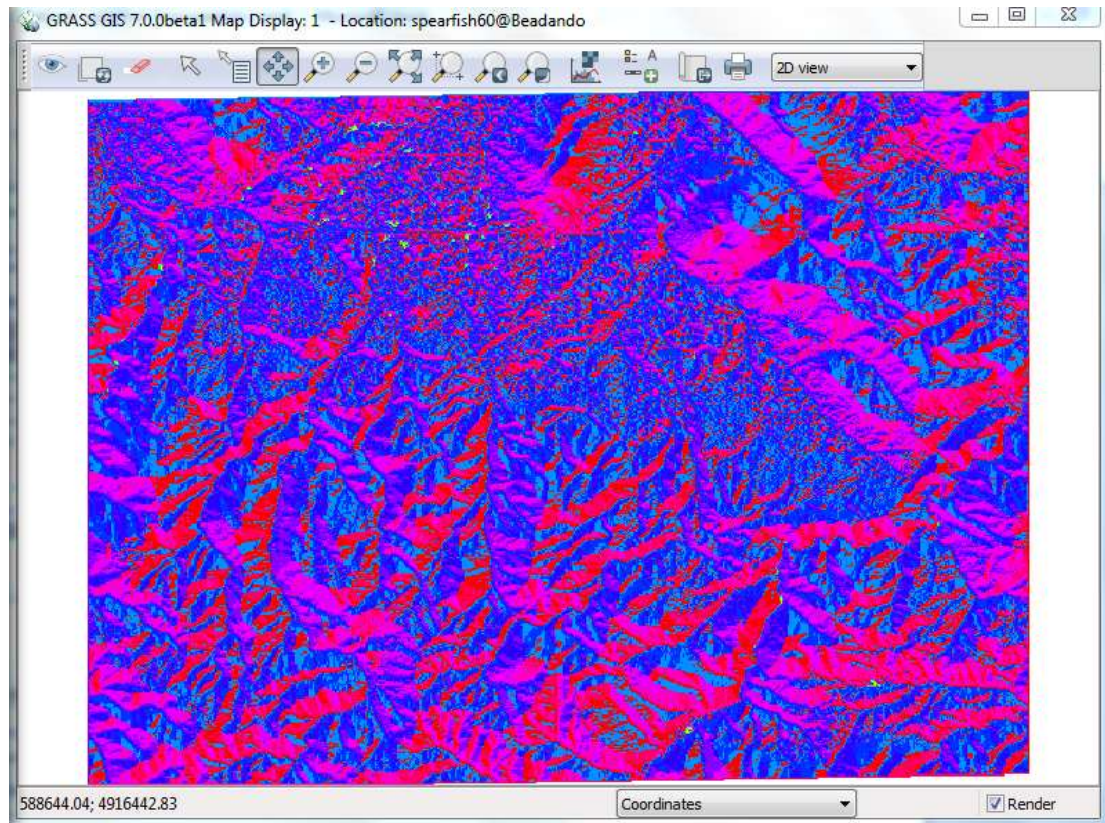 GRASS GIS 7.0.0beta1 Map Display: 1 - Location: spearfish60@Beadando
2D view
588644.04; 4916442.83
Coordinates
Render